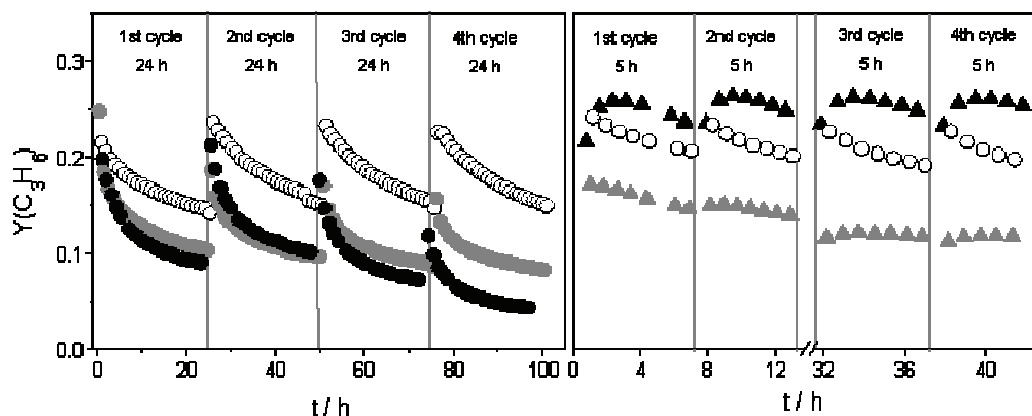 Y(C3H6)
0.3
0.2
0.1
0.0
1st cycle 2nd cycle 3rd cycle 4th cycle
24 h 24 h 24 h 24 h
0 20 40 60 80 100
t / h
1st cycle 2nd cycle 3rd cycle 4th cycle
5 h 5 h 5 h 5 h
0 4 8 12 32 36 40
t / h